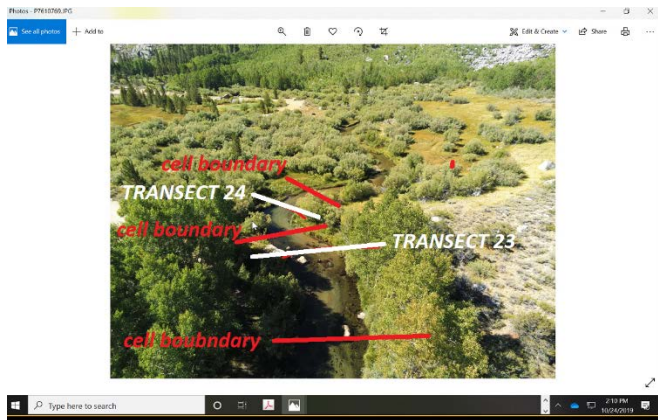 Photos - P7610769.JPG
See all photos
Add to
Edit & Create
Share
cell boundary
TRANSECT 24
cell boundary
TRANSECT 23
cell boubndary
Type here to search
2:10 PM
10/24/2019